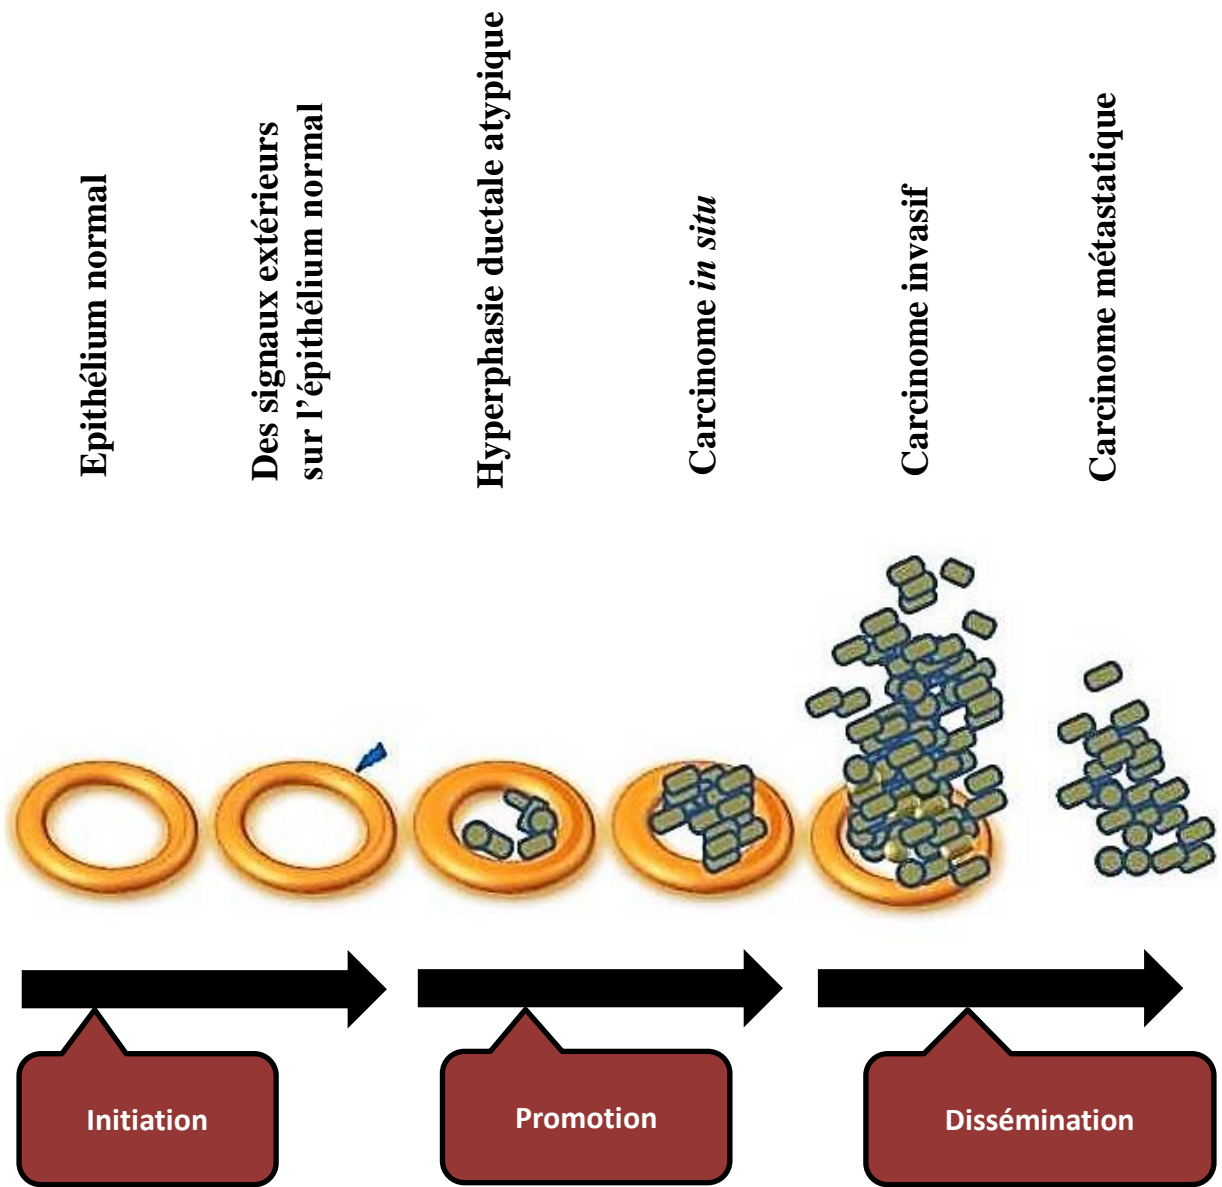 Epithélium normal
Des signaux extérieurs
sur l'épithélium normal
Hyperphasie ductale atypique
Carcinome in situ
Carcinome invasif
Carcinome métastatique
Initiation
Promotion
Dissémination